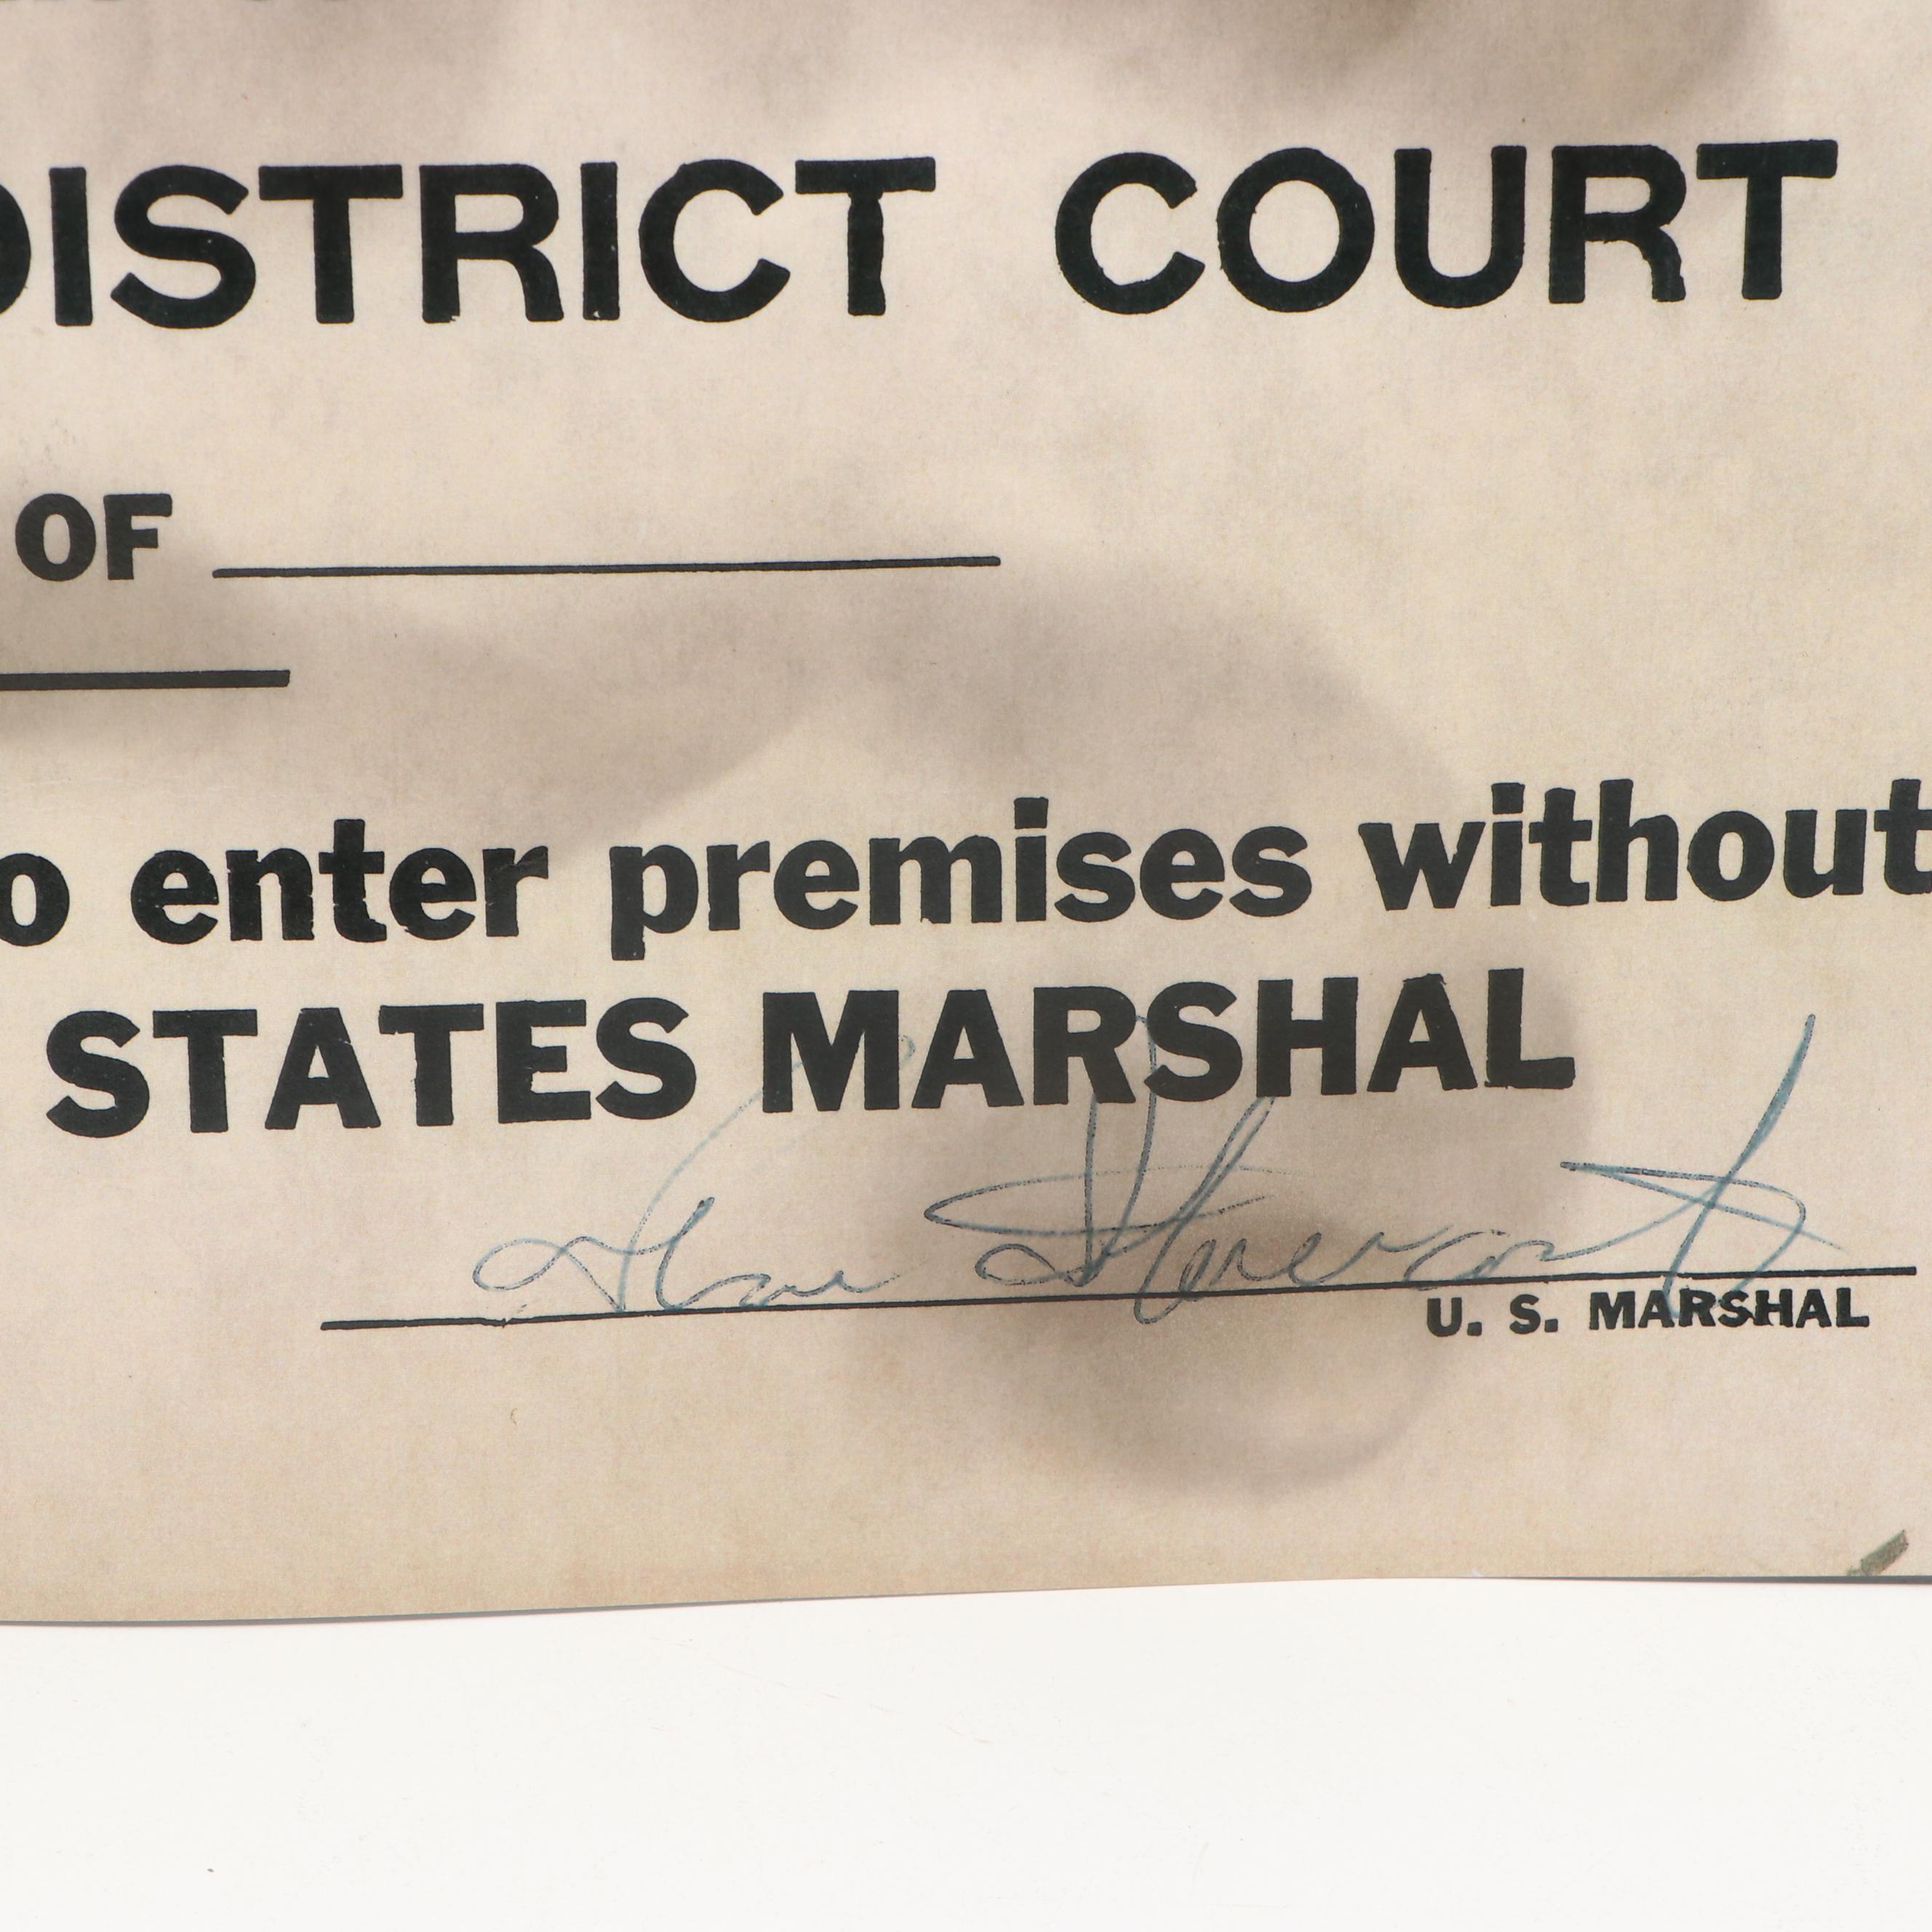 DISTRICT COURT
OF
o enter premises without
STATES MARSHAL
U. S. MARSHAL